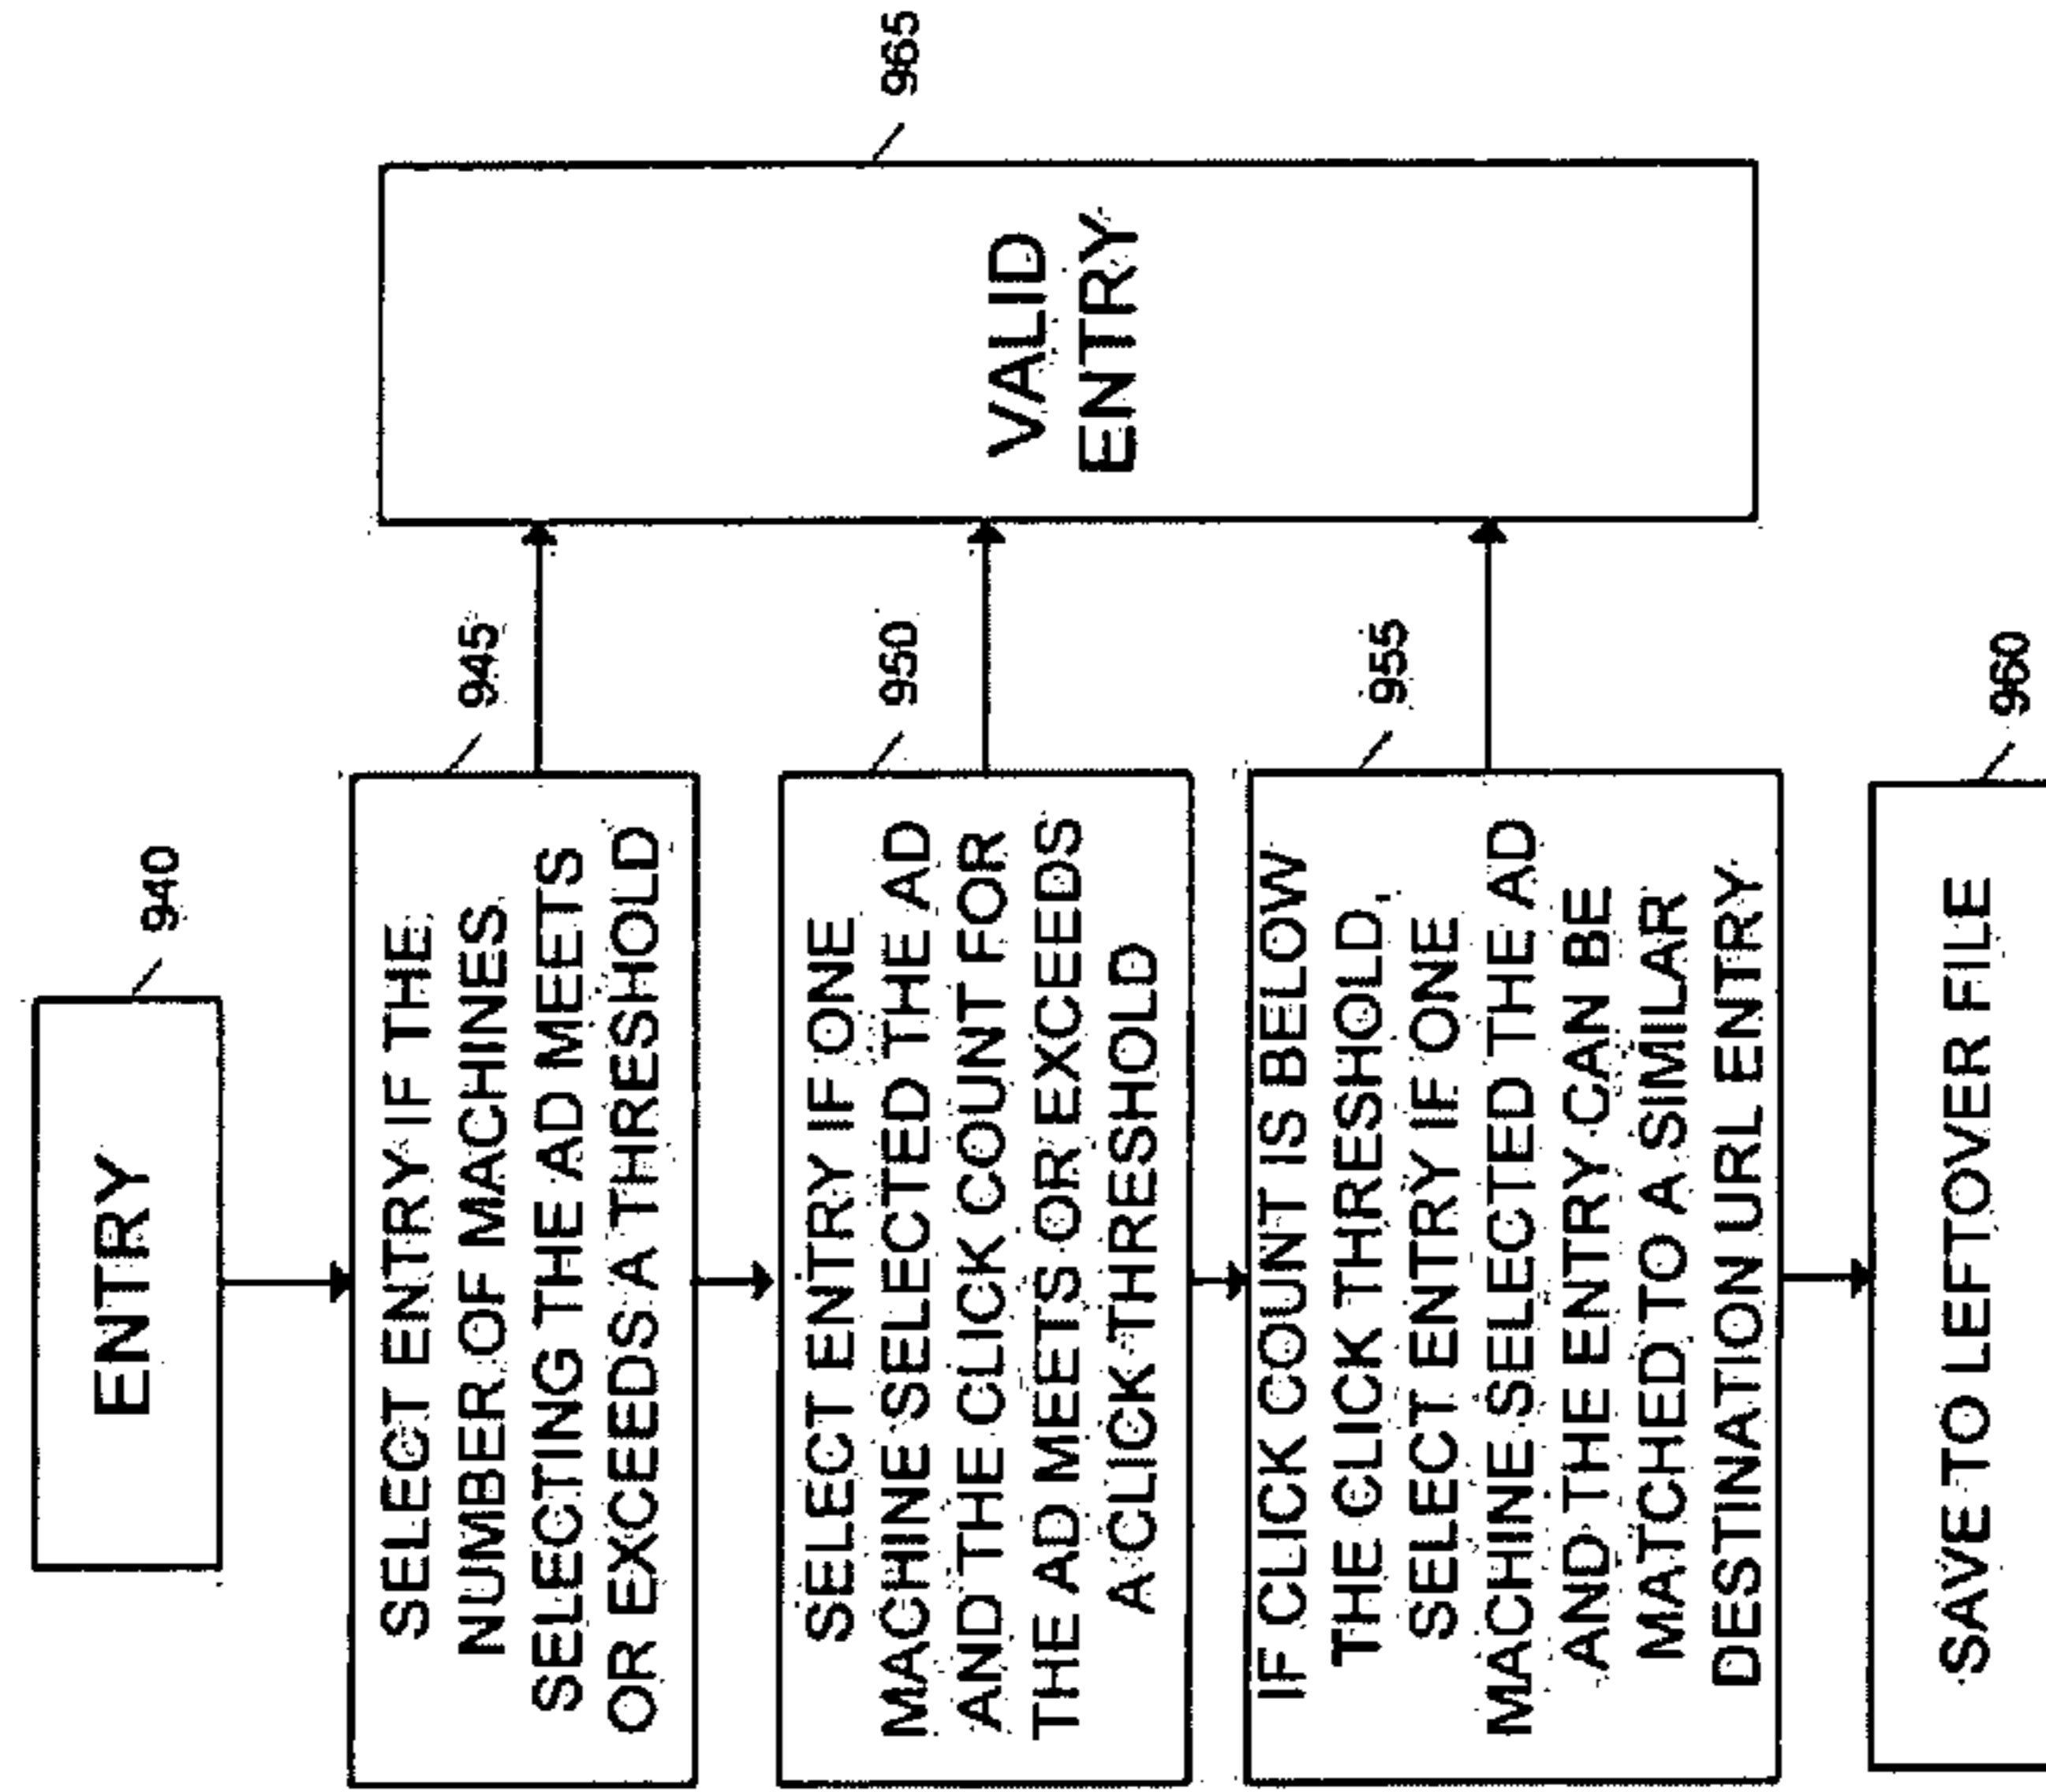 ENTRY
940
SELECT ENTRY IF THE
NUMBER OF MACHINES
SELECTING THE AD MEETS
OR EXCEEDS A THRESHOLD
945
SELECT ENTRY IF ONE
MACHINE SELECTED THE AD
AND THE CLICK COUNT FOR
THE AD MEETS OR EXCEEDS
A CLICK THRESHOLD
950
IF CLICK COUNT IS BELOW
THE CLICK THRESHOLD,
SELECT ENTRY IF ONE
MACHINE SELECTED THE AD
AND THE ENTRY CAN BE
MATCHED TO A SIMILAR
DESTINATION URL ENTRY
955
SAVE TO LEFTOVER FILE
960
VALID
ENTRY
965